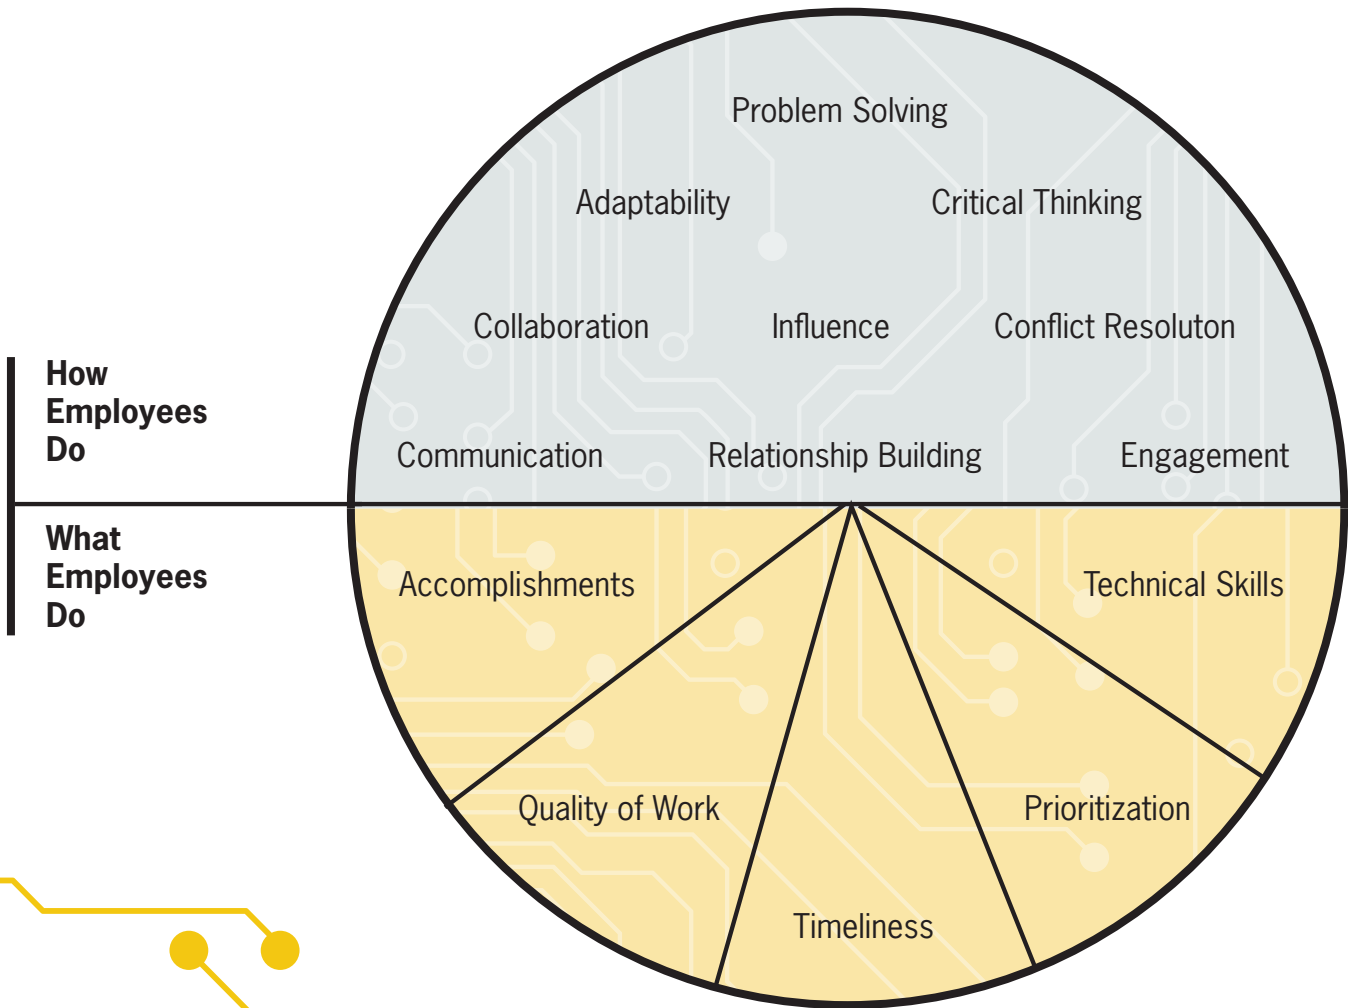 Problem Solving
Adaptability
Critical Thinking
Collaboration
Influence
Conflict Resoluton
How
Employees
Do
Communication
Relationship Building
Engagement
What
Employees
Do
Accomplishments
Technical Skills
Quality of Work
Prioritization
Timeliness